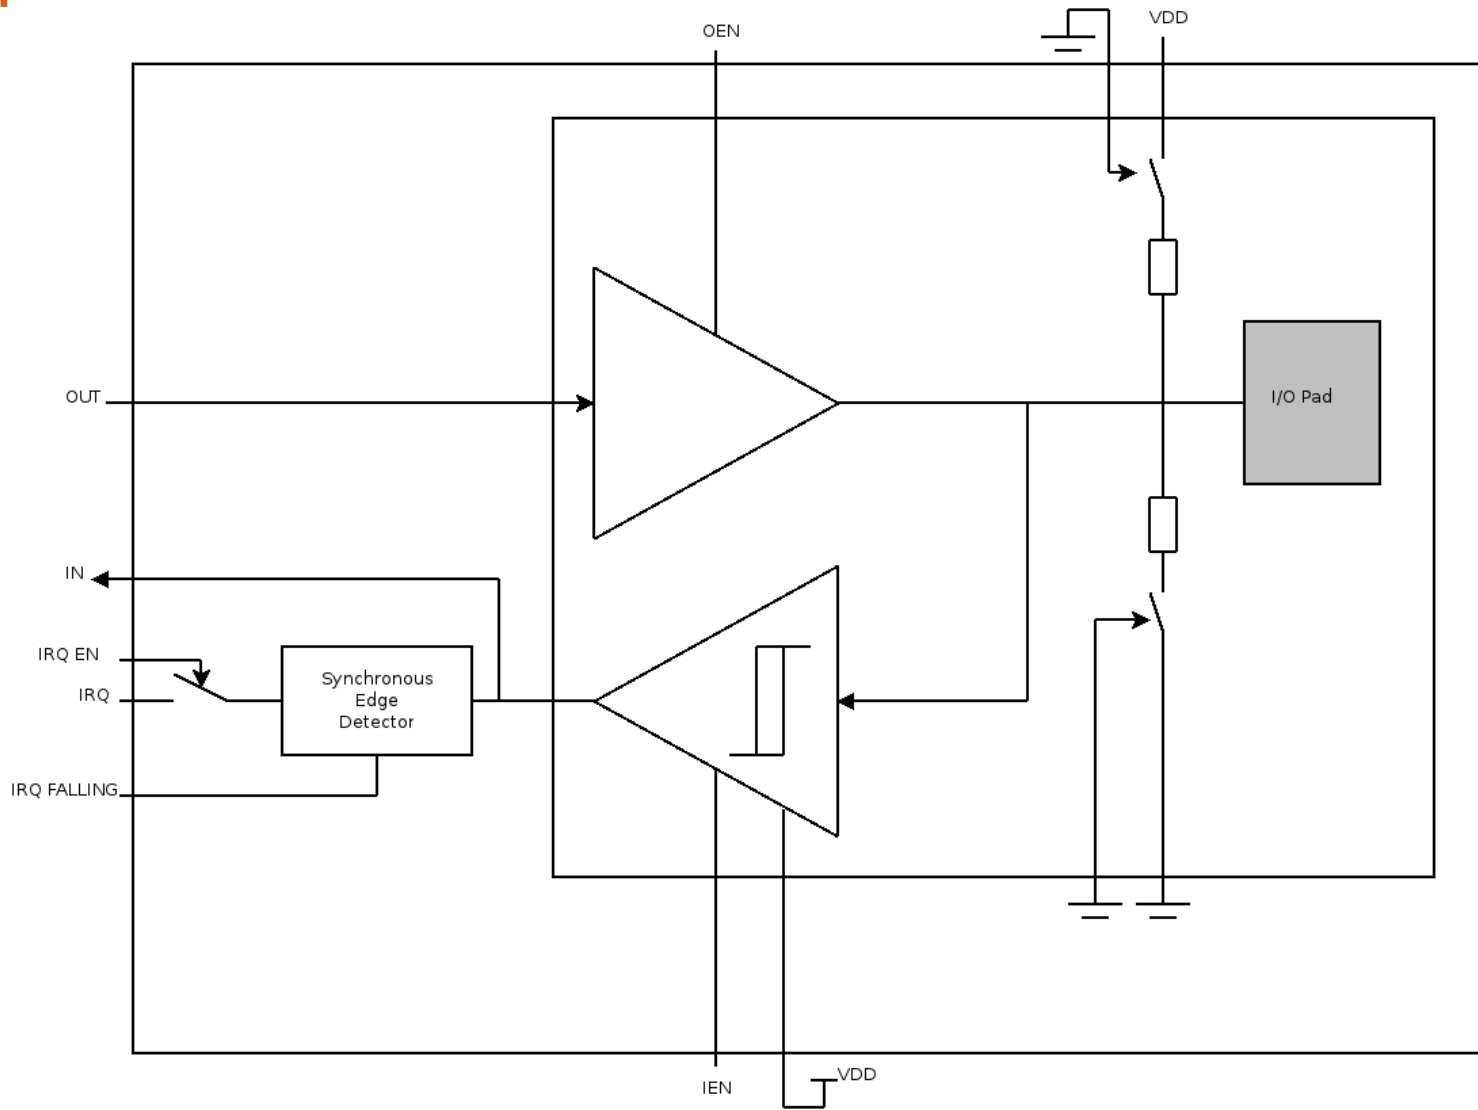 VDD
OEN
OUT
I/O Pad
IN
IRQ EN
Synchronous
Edge
Detector
IRQ
IRQ FALLING
VDD
IEN